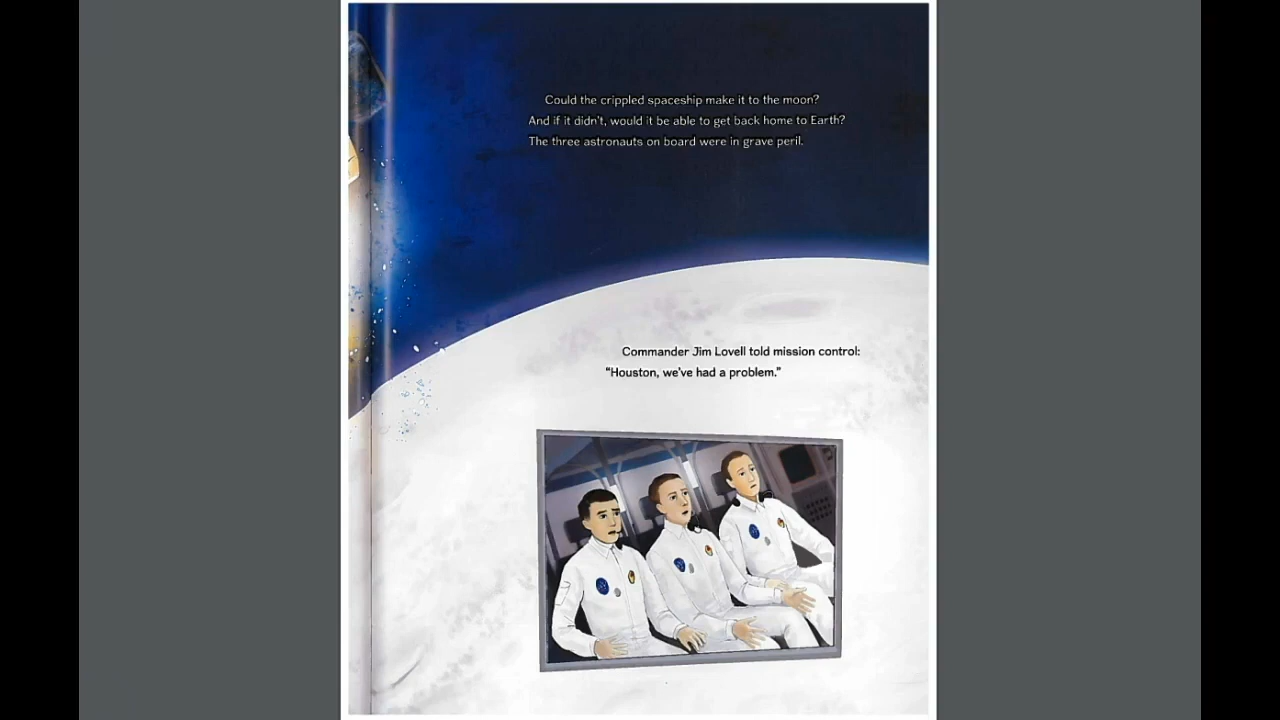 Could the crippled spaceship make it to the moon?
And if it didn't, would it be able to get back home to Earth?
The three astronauts on board were in grave peril.
Commander Jim Lovell told mission control:
“Houston, we've had a problem.”